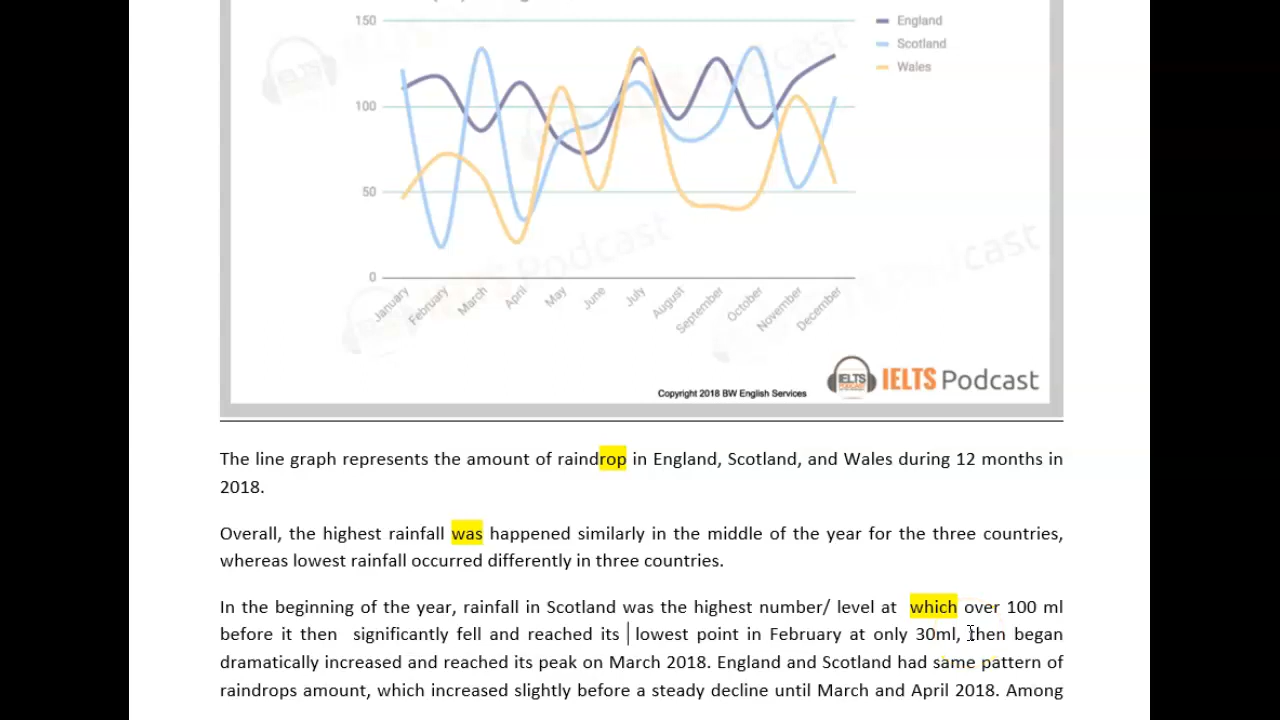 150
England
Scotland
Wales
100
50
0
January
February
March
April
May
June
July
August
September
October
November
December
IELTS Podcast
Copyright 2018 BW English Services
The line graph represents the amount of raindrop in England, Scotland, and Wales during 12 months in
2018.
Overall, the highest rainfall was happened similarly in the middle of the year for the three countries,
whereas lowest rainfall occurred differently in three countries.
In the beginning of the year, rainfall in Scotland was the highest number/ level at which over 100 ml
before it then significantly fell and reached its lowest point in February at only 30ml, then began
dramatically increased and reached its peak on March 2018. England and Scotland had same pattern of
raindrops amount, which increased slightly before a steady decline until March and April 2018. Among